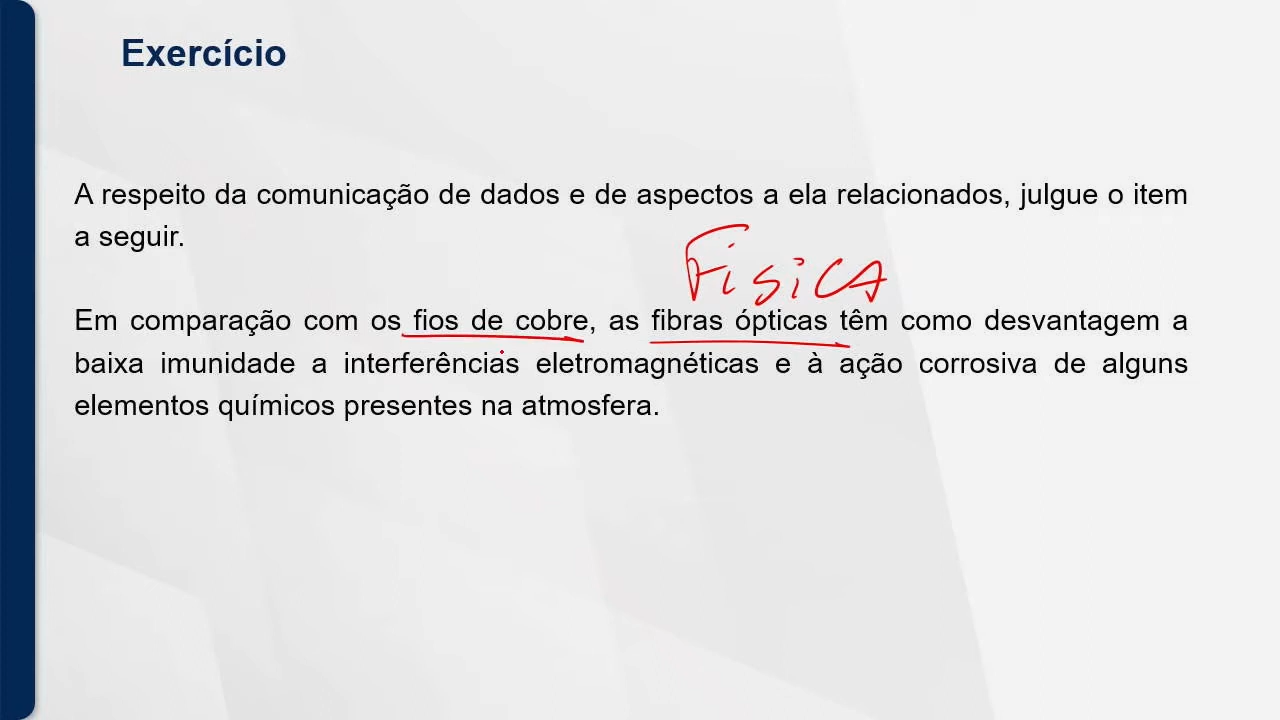 Exercício
A respeito da comunicação de dados e de aspectos a ela relacionados, julgue o item
a seguir.
FísicA
Em comparação com os fios de cobre, as fibras ópticas têm como desvantagem a
baixa imunidade a interferências eletromagnéticas e à ação corrosiva de alguns
elementos químicos presentes na atmosfera.